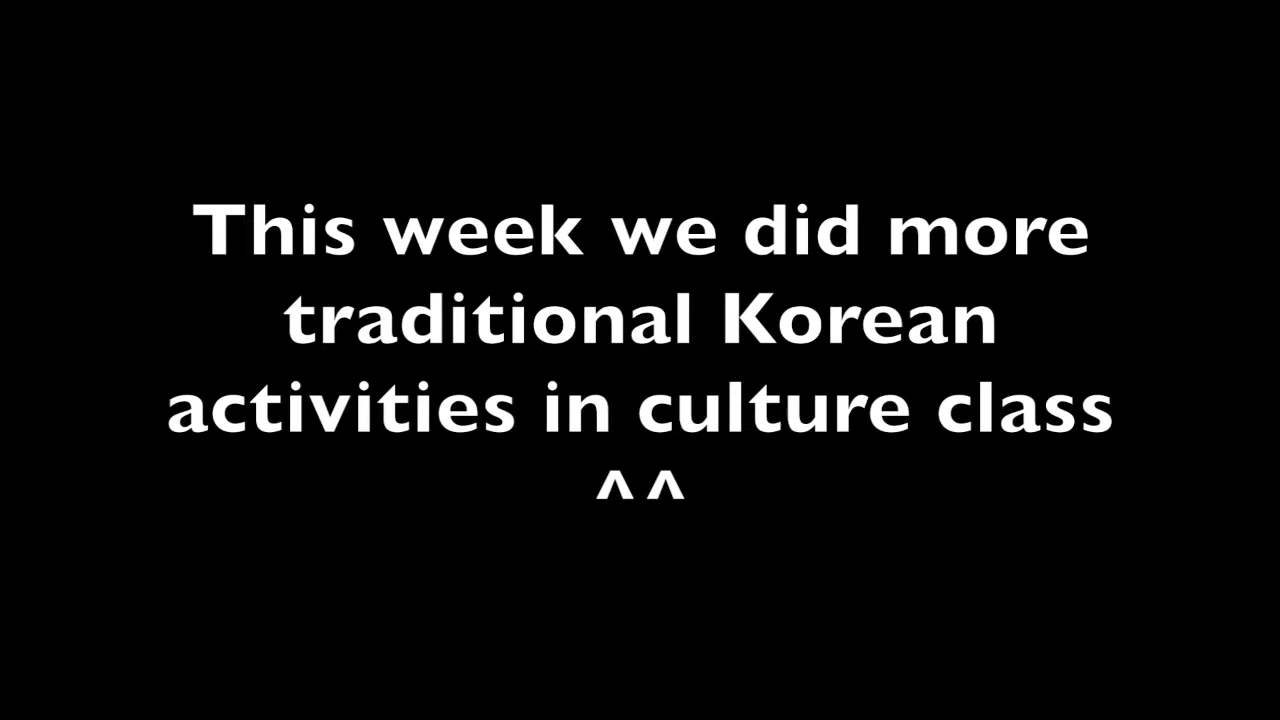 This week we did more
traditional Korean
activities in culture class
^^